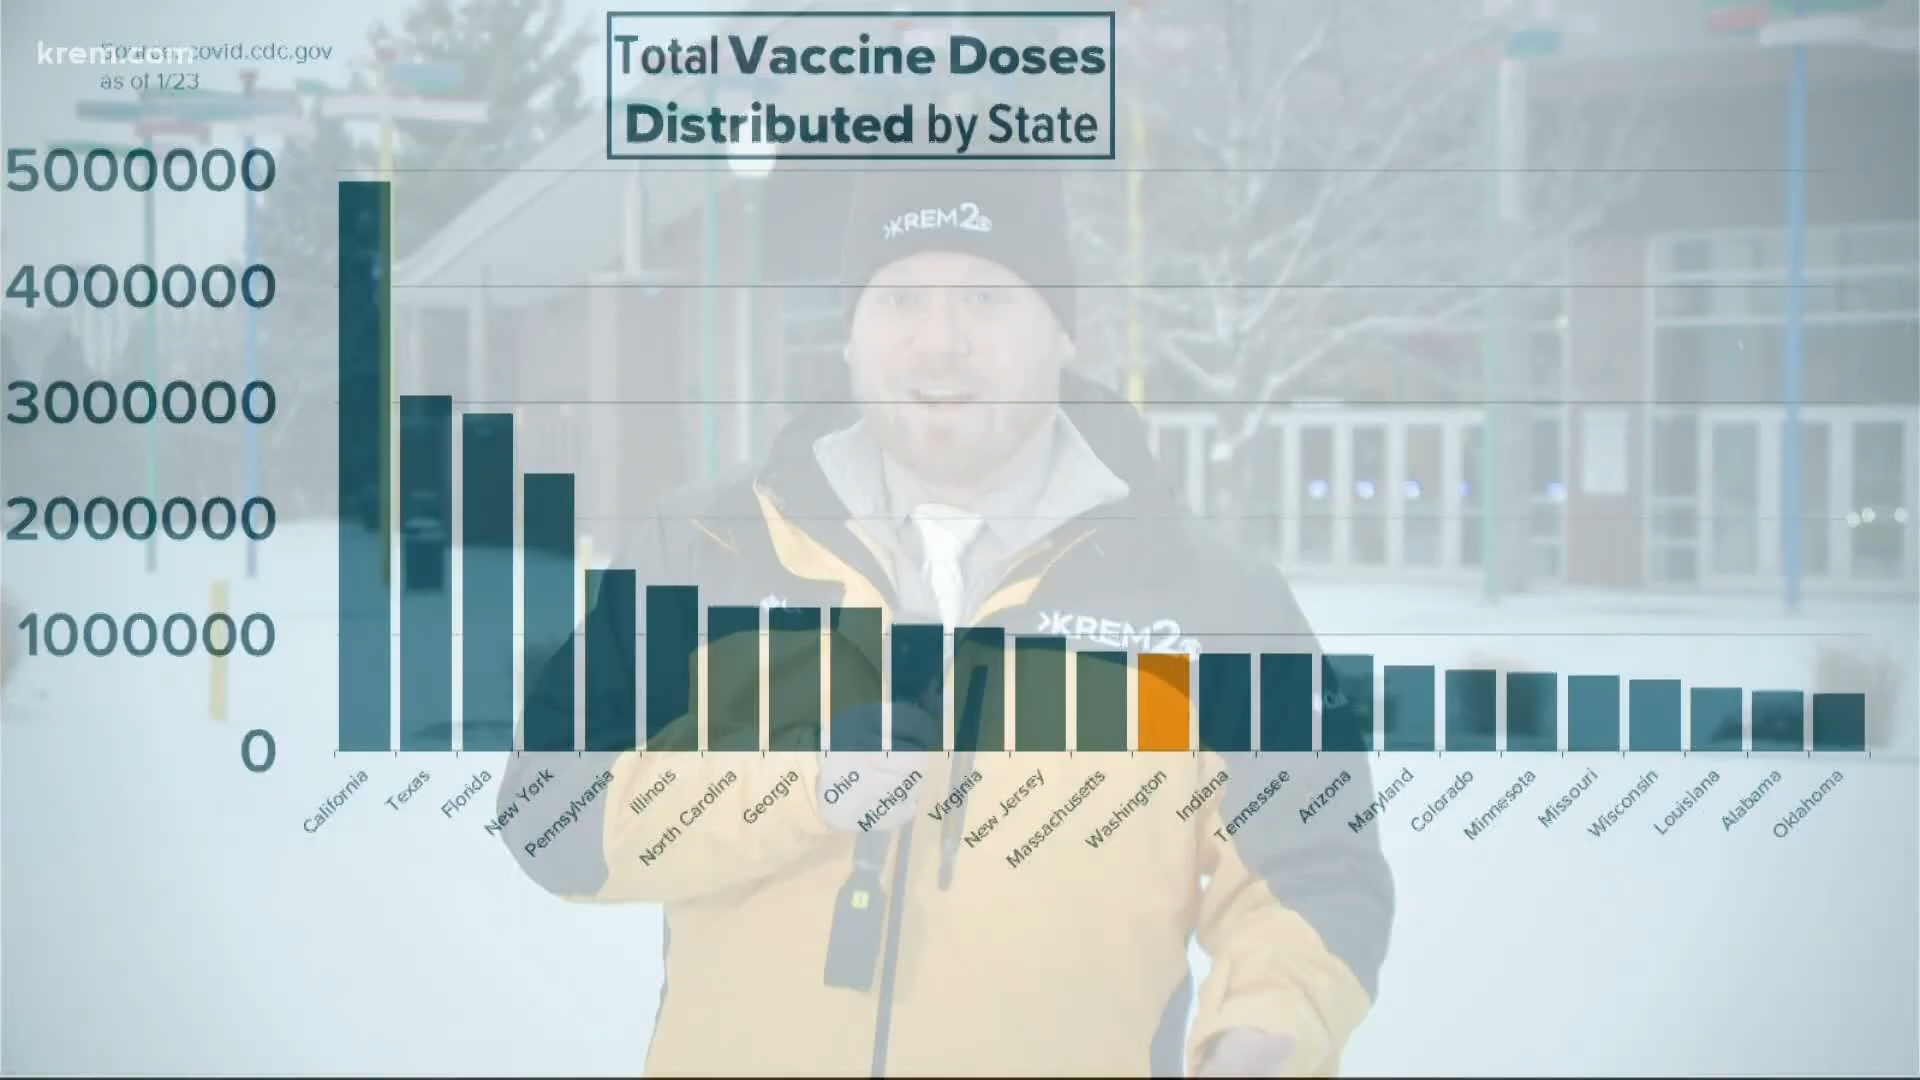 krem.com
Source: covid.cdc.gov
as of 1/23
Total Vaccine Doses
Distributed by State
5000000
4000000
3000000
2000000
1000000
0
KREM2
KREM2
California
Texas
Florida
New York
Pennsylvania
Illinois
North Carolina
Georgia
Ohio
Michigan
Virginia
New Jersey
Massachusetts
Washington
Indiana
Tennessee
Arizona
Maryland
Colorado
Minnesota
Missouri
Wisconsin
Louisiana
Alabama
Oklahoma